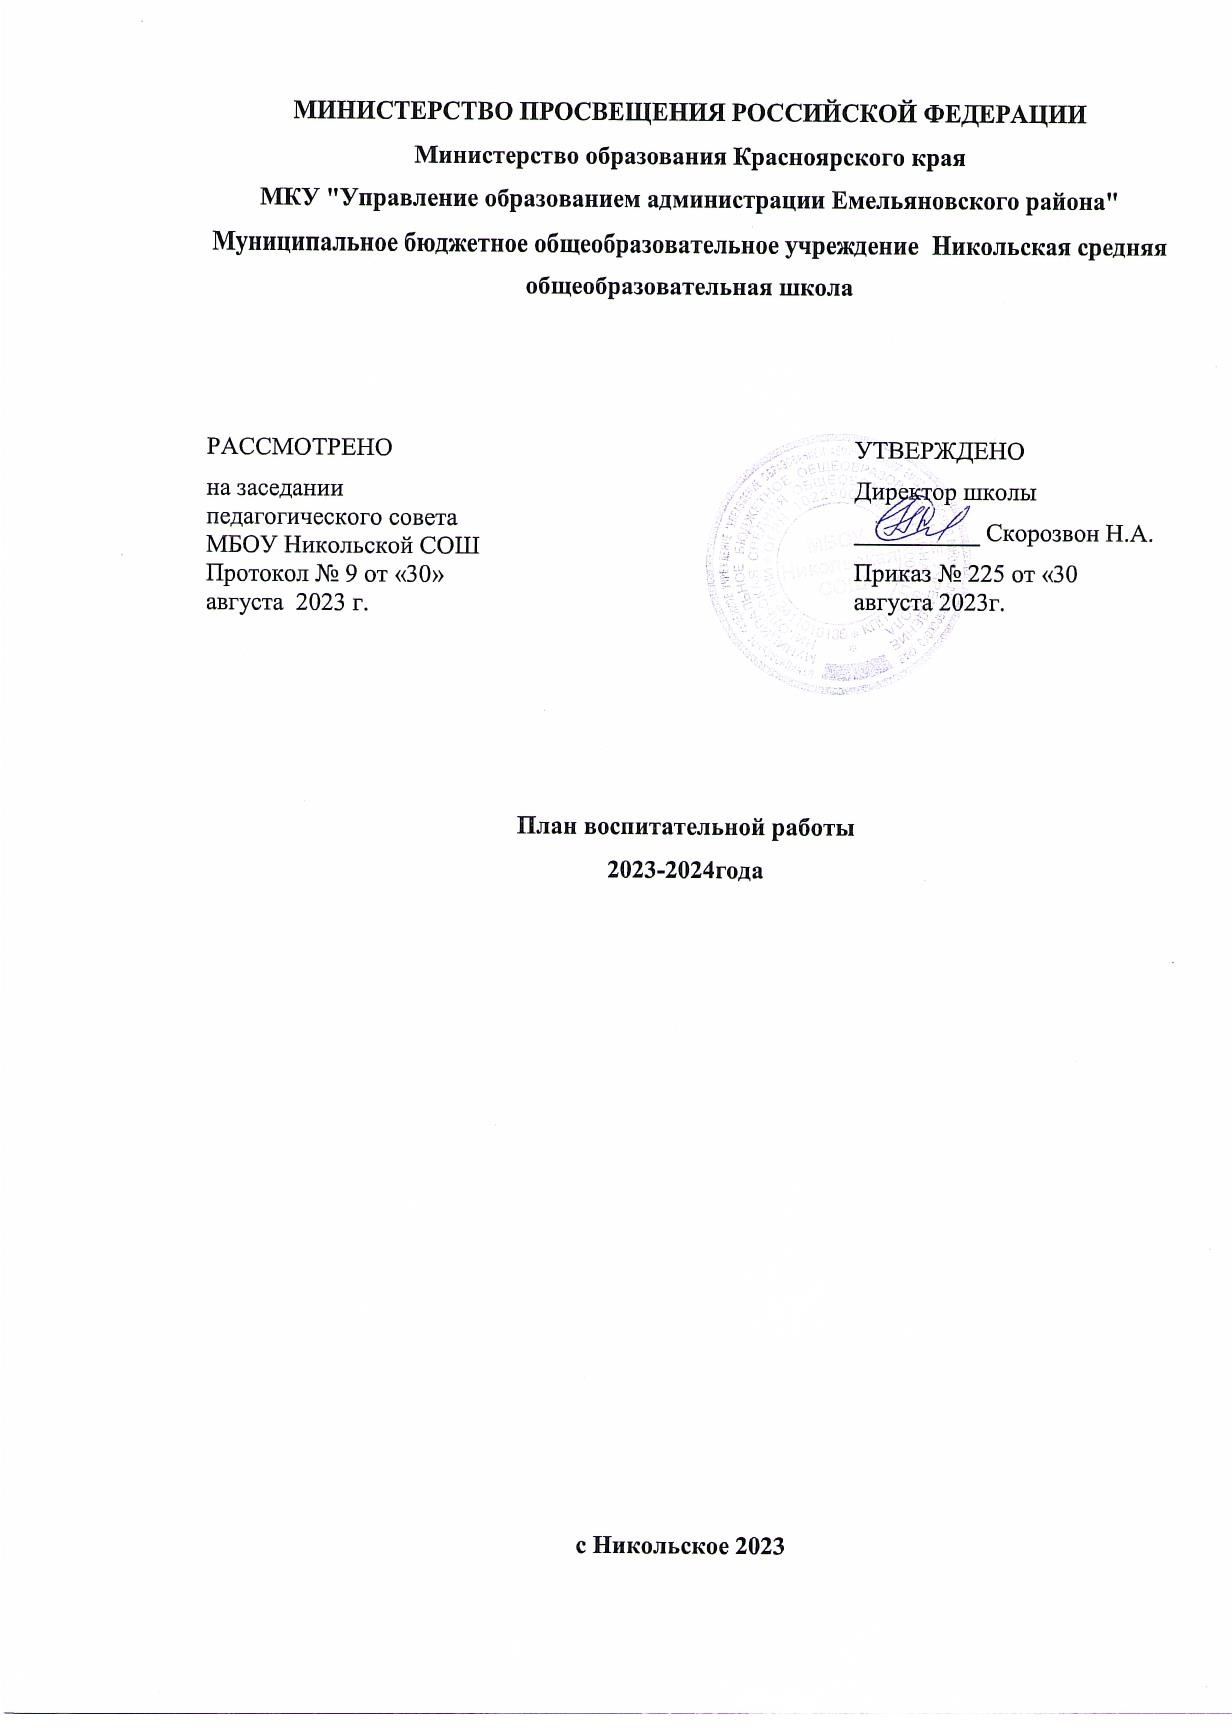 МИНИСТЕРСТВО ПРОСВЕЩЕНИЯ РОССИЙСКОЙ ФЕДЕРАЦИИ
Министерство образования Красноярского края
МКУ "Управление образованием администрации Емельяновского района"
Муниципальное бюджетное общеобразовательное учреждение Никольская средняя
общеобразовательная школа
РАССМОТРЕНО
на заседании
педагогического совета
МБОУ Никольской СОШ
Протокол № 9 от «30»
августа 2023 г.
УТВЕРЖДЕНО
Директор школы
____________ Скорозвон Н.А.
Приказ № 225 от «30
августа 2023г.
План воспитательной работы
2023-2024года
с Никольское 2023